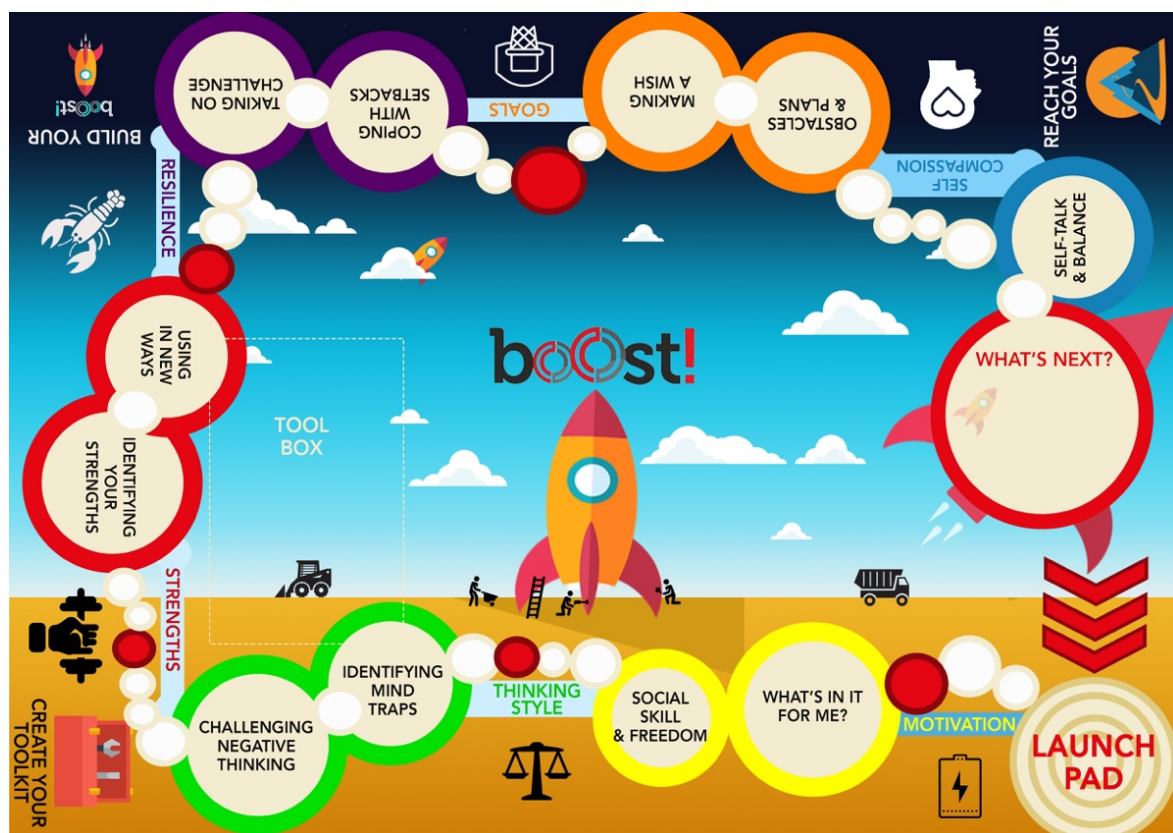 boost!
BUILD YOUR
TAKING ON
CHALLENGE
COPING WITH
SETBACKS
GOALS
MAKING
A WISH
OBSTACLES
& PLANS
SELF
COMPASSION
REACH YOUR
GOALS
RESILIENCE
SELF-TALK
& BALANCE
USING
IN NEW
WAYS
boost!
WHAT'S NEXT?
TOOL
BOX
IDENTIFYING
YOUR
STRENGTHS
STRENGTHS
CREATE YOUR
TOOLKIT
CHALLENGING
NEGATIVE
THINKING
IDENTIFYING
MIND
TRAPS
THINKING
STYLE
SOCIAL
SKILL
& FREEDOM
WHAT'S IN IT
FOR ME?
MOTIVATION
LAUNCH
PAD